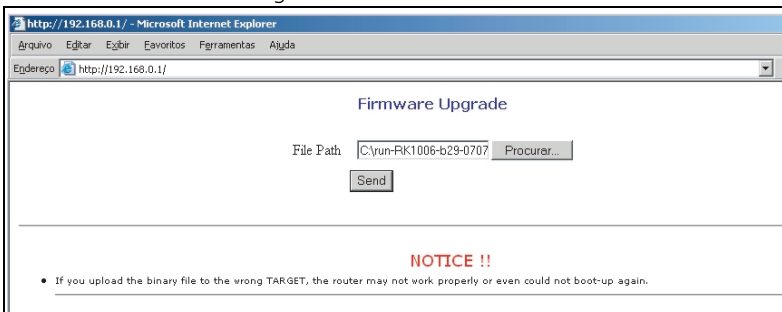 http://192.168.0.1/ - Microsoft Internet Explorer
Arquivo Editar Exibir Favoritos Ferramentas Ajuda
Endereço http://192.168.0.1/
Firmware Upgrade
File Path C:\run-RK1006-b29-0707 Procurar...
Send
NOTICE !!
• If you upload the binary file to the wrong TARGET, the router may not work properly or even could not boot-up again.